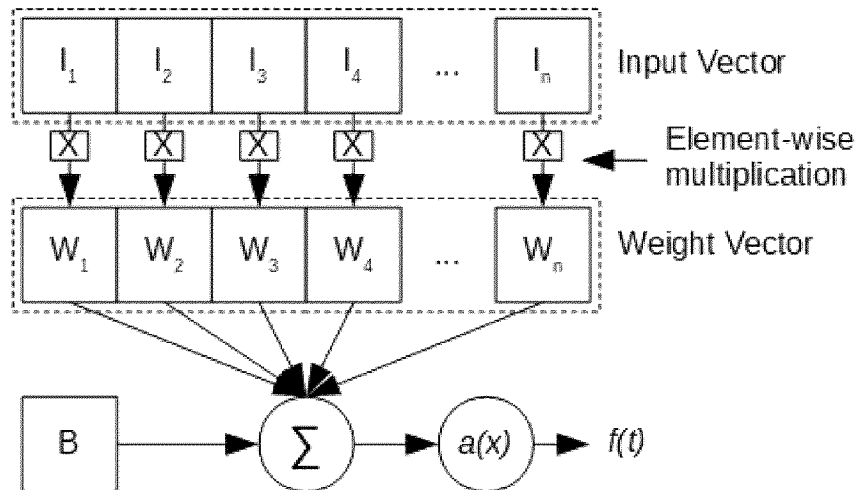 I₁ I₂ I₃ I₄ ... Iₙ Input Vector
X X X X X Element-wise
multiplication
W₁ W₂ W₃ W₄ ... Wₙ Weight Vector
B ∑ a(x) f(t)